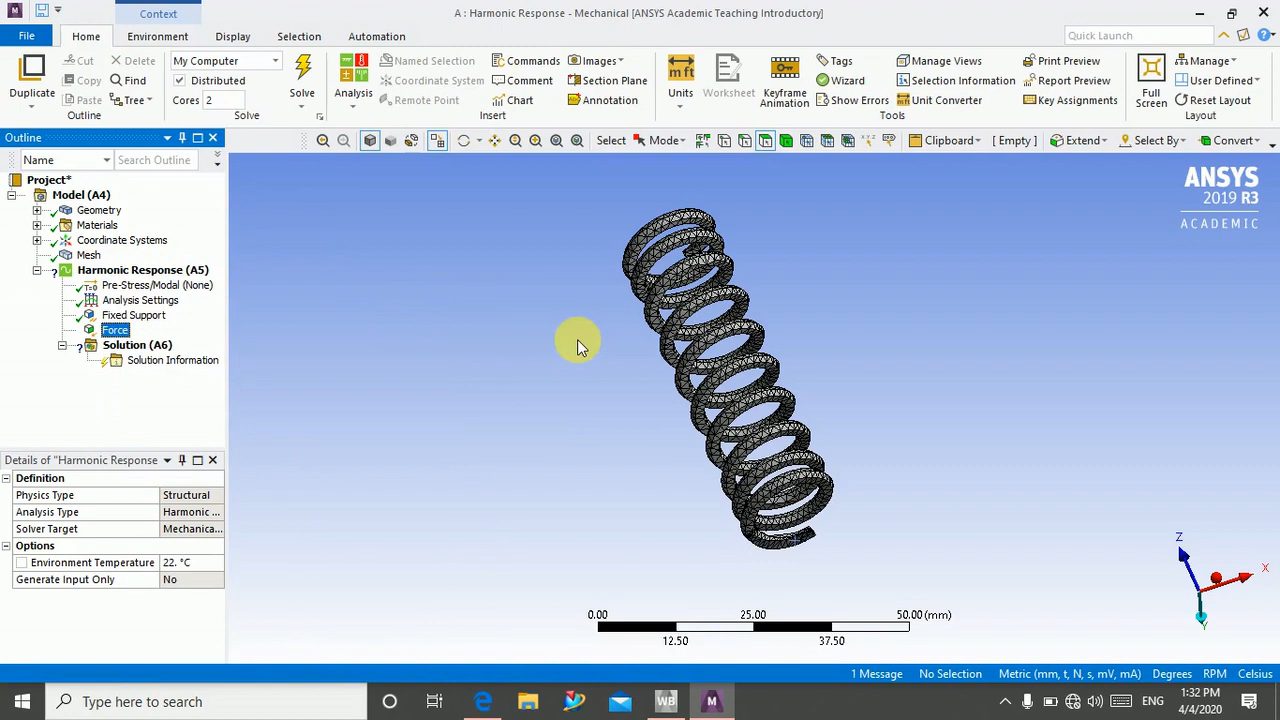 Context
A : Harmonic Response - Mechanical [ANSYS Academic Teaching Introductory]
File
Home
Environment
Display
Selection
Automation
Quick Launch
Duplicate
Cut
Copy
Paste
Delete
Find
Tree
Outline
My Computer
Distributed
Cores 2
Solve
Solve
Analysis
Named Selection
Coordinate System
Remote Point
Commands
Comment
Chart
Images
Section Plane
Annotation
Insert
Units
Worksheet
Keyframe Animation
Tags
Wizard
Show Errors
Manage Views
Selection Information
Unit Converter
Print Preview
Report Preview
Key Assignments
Tools
Full Screen
Manage
User Defined
Reset Layout
Layout
Outline
Name
Search Outline
Select
Mode
Clipboard
[ Empty ]
Extend
Select By
Convert
Project*
Model (A4)
Geometry
Materials
Coordinate Systems
Mesh
Harmonic Response (A5)
Pre-Stress/Modal (None)
Analysis Settings
Fixed Support
Force
Solution (A6)
Solution Information
ANSYS
2019 R3
ACADEMIC
Details of "Harmonic Response
Definition
Physics Type Structural
Analysis Type Harmonic ...
Solver Target Mechanica...
Options
Environment Temperature 22. °C
Generate Input Only No
Z
X
Y
0.00 25.00 50.00 (mm)
12.50 37.50
1 Message No Selection Metric (mm, t, N, s, mV, mA) Degrees RPM Celsius
Type here to search
WB
M
ENG
1:32 PM
4/4/2020